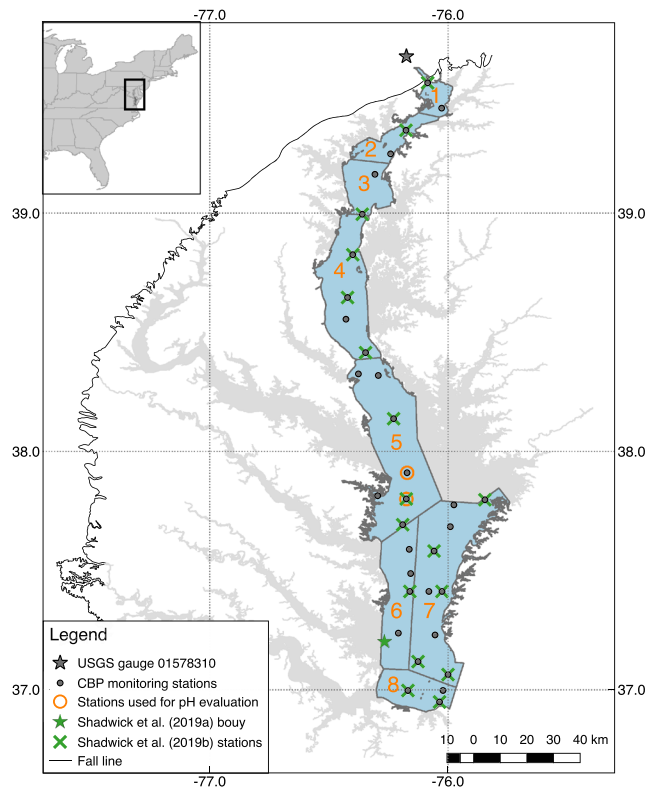 -77.0 -76.0
1
2
3
39.0 39.0
4
38.0 5 38.0
6 7
Legend
USGS gauge 01578310
CBP monitoring stations
Stations used for pH evaluation
Shadwick et al. (2019a) bouy
Shadwick et al. (2019b) stations
Fall line
8
37.0 37.0
10 0 10 20 30 40 km
-77.0 -76.0